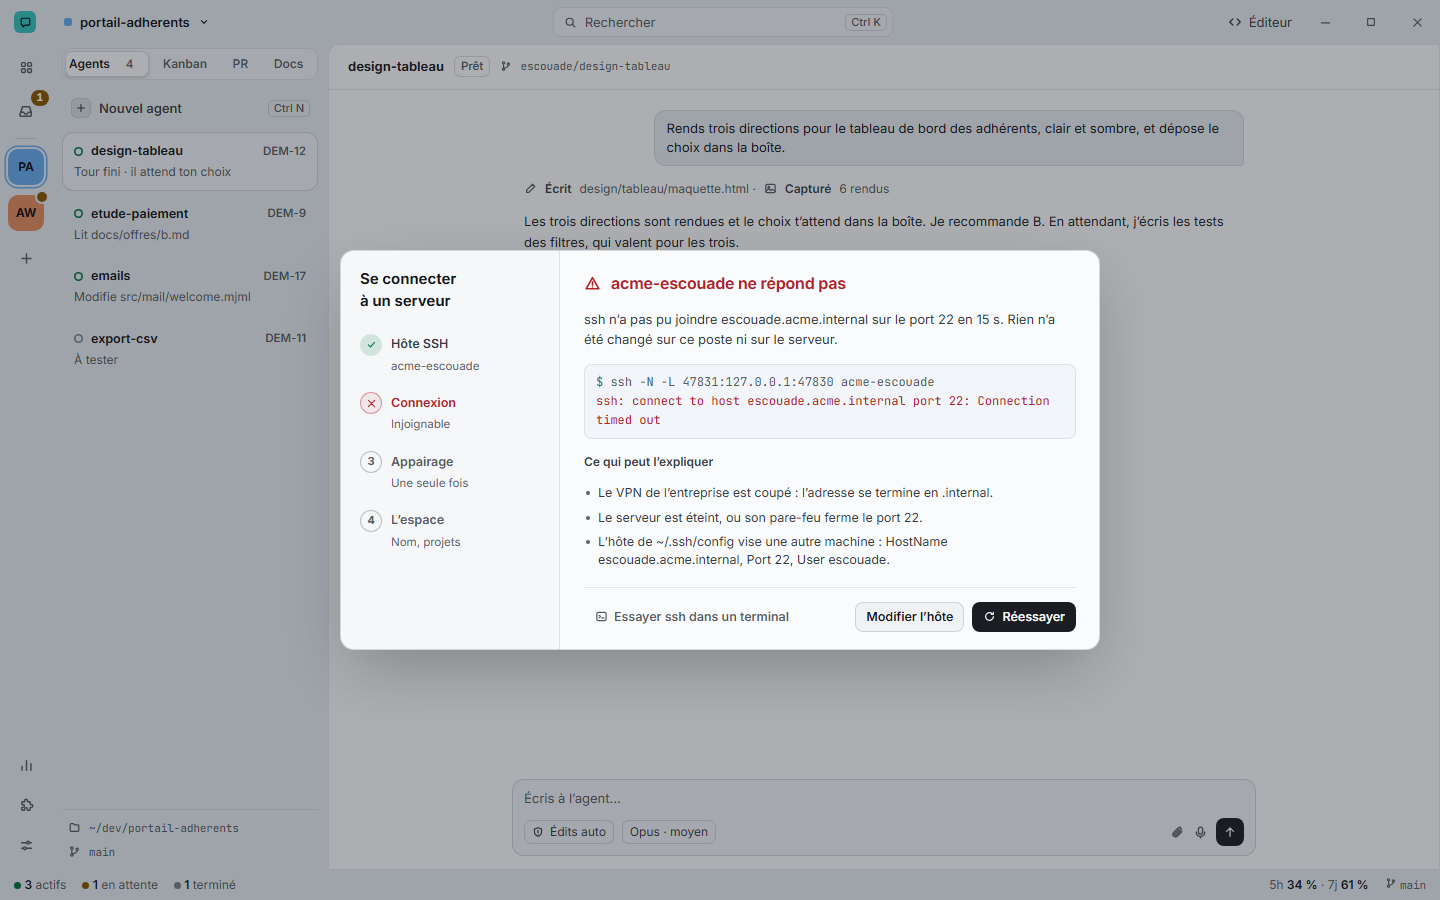 portail-adherents
Rechercher
Ctrl K
Éditeur
1
PA
AW
Agents 4
Kanban
PR
Docs
Nouvel agent
Ctrl N
design-tableau
DEM-12
Tour fini · il attend ton choix
etude-paiement
DEM-9
Lit docs/offres/b.md
emails
DEM-17
Modifie src/mail/welcome.mjml
export-csv
DEM-11
À tester
~/dev/portail-adherents
main
design-tableau
Prêt
escouade/design-tableau
Rends trois directions pour le tableau de bord des adhérents, clair et sombre, et dépose le
choix dans la boîte.
Écrit design/tableau/maquette.html · Capturé 6 rendus
Les trois directions sont rendues et le choix t’attend dans la boîte. Je recommande B. En attendant, j’écris les tests
des filtres, qui valent pour les trois.
Se connecter
à un serveur
Hôte SSH
acme-escouade
Connexion
Injoignable
3
Appairage
Une seule fois
4
L’espace
Nom, projets
acme-escouade ne répond pas
ssh n’a pas pu joindre escouade.acme.internal sur le port 22 en 15 s. Rien n’a
été changé sur ce poste ni sur le serveur.
$ ssh -N -L 47831:127.0.0.1:47830 acme-escouade
ssh: connect to host escouade.acme.internal port 22: Connection
timed out
Ce qui peut l’expliquer
• Le VPN de l’entreprise est coupé : l’adresse se termine en .internal.
• Le serveur est éteint, ou son pare-feu ferme le port 22.
• L’hôte de ~/.ssh/config vise une autre machine : HostName
escouade.acme.internal, Port 22, User escouade.
Essayer ssh dans un terminal
Modifier l’hôte
Réessayer
Écris à l’agent…
Édits auto
Opus · moyen
3 actifs
1 en attente
1 terminé
5h 34 % · 7j 61 %
main